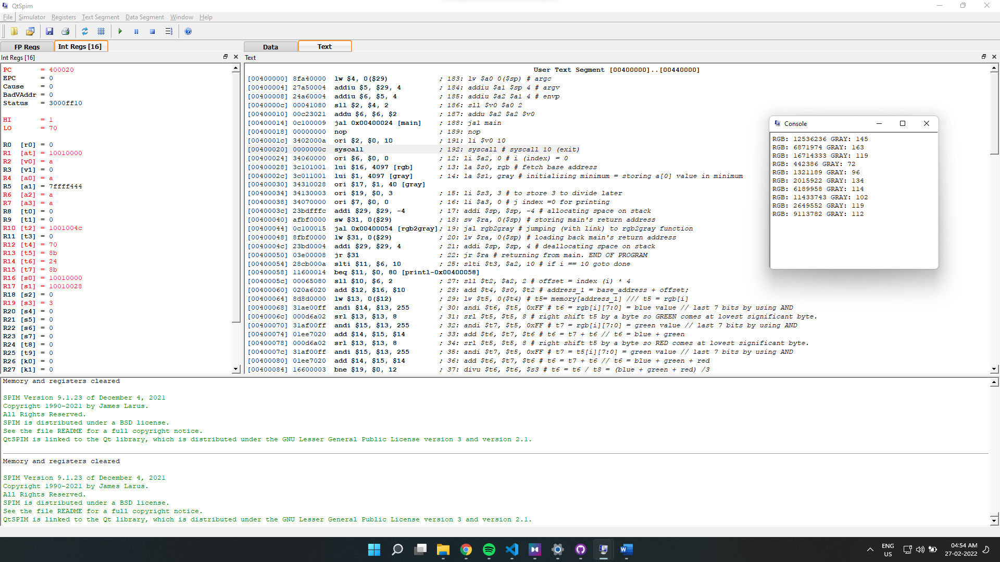 QtSpim
File Simulator Registers Text Segment Data Segment Window Help
FP Regs Int Regs [16]
Int Regs [16]
PC = 400020
EPC = 0
Cause = 0
BadVAddr = 0
Status = 3000ff10
HI = 1
LO = 70
R0 [r0] = 0
R1 [at] = 10010000
R2 [v0] = a
R3 [v1] = 0
R4 [a0] = a
R5 [a1] = 7ffff444
R6 [a2] = a
R7 [a3] = a
R8 [t0] = 0
R9 [t1] = 0
R10 [t2] = 1001004c
R11 [t3] = 0
R12 [t4] = 70
R13 [t5] = 8b
R14 [t6] = 24
R15 [t7] = 8b
R16 [s0] = 10010000
R17 [s1] = 10010028
R18 [s2] = 0
R19 [s3] = 3
R20 [s4] = 0
R21 [s5] = 0
R22 [s6] = 0
R23 [s7] = 0
R24 [t8] = 0
R25 [t9] = 0
R26 [k0] = 0
R27 [k1] = 0
Data Text
Text
User Text Segment [00400000]..[00440000]
[00400000] 8fa40000 lw $4, 0($29) ; 183: lw $a0 0($sp) # argc
[00400004] 27a50004 addiu $5, $29, 4 ; 184: addiu $a1 $sp 4 # argv
[00400008] 24a60004 addiu $6, $5, 4 ; 185: addiu $a2 $a1 4 # envp
[0040000c] 00041080 sll $2, $4, 2 ; 186: sll $v0 $a0 2
[00400010] 00c23021 addu $6, $6, $2 ; 187: addu $a2 $a2 $v0
[00400014] 0c100009 jal 0x00400024 [main] ; 188: jal main
[00400018] 00000000 nop ; 189: nop
[0040001c] 3402000a ori $2, $0, 10 ; 191: li $v0 10
[00400020] 0000000c syscall ; 192: syscall # syscall 10 (exit)
[00400024] 34060000 ori $6, $0, 0 ; 12: li $a2, 0 # i (index) = 0
[00400028] 3c101001 lui $16, 4097 [rgb] ; 13: la $s0, rgb # fetch base address
[0040002c] 3c011001 lui $1, 4097 [gray] ; 14: la $s1, gray # initializing minimum = storing a[0] value in minimum
[00400030] 34310028 ori $17, $1, 40 [gray]
[00400034] 34130003 ori $19, $0, 3 ; 15: li $s3, 3 # to store 3 to divide later
[00400038] 34070000 ori $7, $0, 0 ; 16: li $a3, 0 # j index =0 for printing
[0040003c] 23bdfffc addi $29, $29, -4 ; 17: addi $sp, $sp, -4 # allocating space on stack
[00400040] afbf0000 sw $31, 0($29) ; 18: sw $ra, 0($sp) # storing main's return address
[00400044] 0c100015 jal 0x00400054 [rgb2gray]; 19: jal rgb2gray # jumping (with link) to rgb2gray function
[00400048] 8fbf0000 lw $31, 0($29) ; 20: lw $ra, 0($sp) # loading back main's return address
[0040004c] 23bd0004 addi $29, $29, 4 ; 21: addi $sp, $sp, 4 # deallocating space on stack
[00400050] 03e00008 jr $31 ; 22: jr $ra # returning from main. END OF PROGRAM
[00400054] 28cb000a slti $11, $6, 10 ; 25: slti $t3, $a2, 10 # if i == 10 goto done
[00400058] 11600014 beq $11, $0, 80 [printl-0x00400058]
[0040005c] 00065080 sll $10, $6, 2 ; 27: sll $t2, $a2, 2 # offset = index (i) * 4
[00400060] 020a6020 add $12, $16, $10 ; 28: add $t4, $s0, $t2 # address_1 = base_address + offset;
[00400064] 8d8d0000 lw $13, 0($12) ; 29: lw $t5, 0($t4) # t5= memory[address_1] /// t5 = rgb[i]
[00400068] 31ae00ff andi $14, $13, 255 ; 30: andi $t6, $t5, 0xFF # t6 = rgb[i][7:0] = blue value // last 7 bits by using AND
[0040006c] 000d6a02 srl $13, $13, 8 ; 31: srl $t5, $t5, 8 # right shift t5 by a byte so GREEN comes at lowest significant byte.
[00400070] 31af00ff andi $15, $13, 255 ; 32: andi $t7, $t5, 0xFF # t7 = rgb[i][7:0] = green value // last 7 bits by using AND
[00400074] 01ee7020 add $14, $15, $14 ; 33: add $t6, $t7, $t6 # t6 = t7 + t6 // t6 = blue + green
[00400078] 000d6a02 srl $13, $13, 8 ; 34: srl $t5, $t5, 8 # right shift t5 by a byte so RED comes at lowest significant byte.
[0040007c] 31af00ff andi $15, $13, 255 ; 35: andi $t7, $t5, 0xFF # t7 = t5[i][7:0] = green value // last 7 bits by using AND
[00400080] 01ee7020 add $14, $15, $14 ; 36: add $t6, $t7, $t6 # t6 = t7 + t6 // t6 = blue + green + red
[00400084] 16600003 bne $19, $0, 12 ; 37: divu $t6, $t6, $s3 # t6 = t6 / t8 = (blue + green + red) /3
Console
RGB: 12536236 GRAY: 145
RGB: 6871974 GRAY: 163
RGB: 16714333 GRAY: 119
RGB: 442386 GRAY: 72
RGB: 1321189 GRAY: 96
RGB: 2015922 GRAY: 134
RGB: 6189958 GRAY: 114
RGB: 11433743 GRAY: 102
RGB: 2649552 GRAY: 119
RGB: 9113782 GRAY: 112
Memory and registers cleared
SPIM Version 9.1.23 of December 4, 2021
Copyright 1990-2021 by James Larus.
All Rights Reserved.
SPIM is distributed under a BSD license.
See the file README for a full copyright notice.
QtSPIM is linked to the Qt library, which is distributed under the GNU Lesser General Public License version 3 and version 2.1.
Memory and registers cleared
SPIM Version 9.1.23 of December 4, 2021
Copyright 1990-2021 by James Larus.
All Rights Reserved.
SPIM is distributed under a BSD license.
See the file README for a full copyright notice.
QtSPIM is linked to the Qt library, which is distributed under the GNU Lesser General Public License version 3 and version 2.1.
ENG
US
04:54 AM
27-02-2022